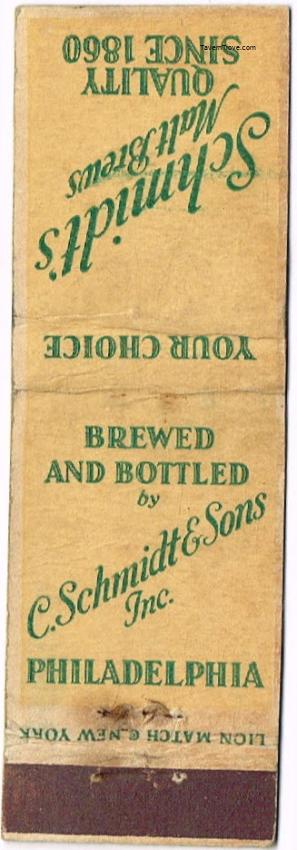 TavernTrove.com
QUALITY
SINCE 1860
Schmidt's
Malt Brews
YOUR CHOICE
BREWED
AND BOTTLED
by
C. Schmidt & Sons
Inc.
PHILADELPHIA
LION MATCH C. NEW YORK